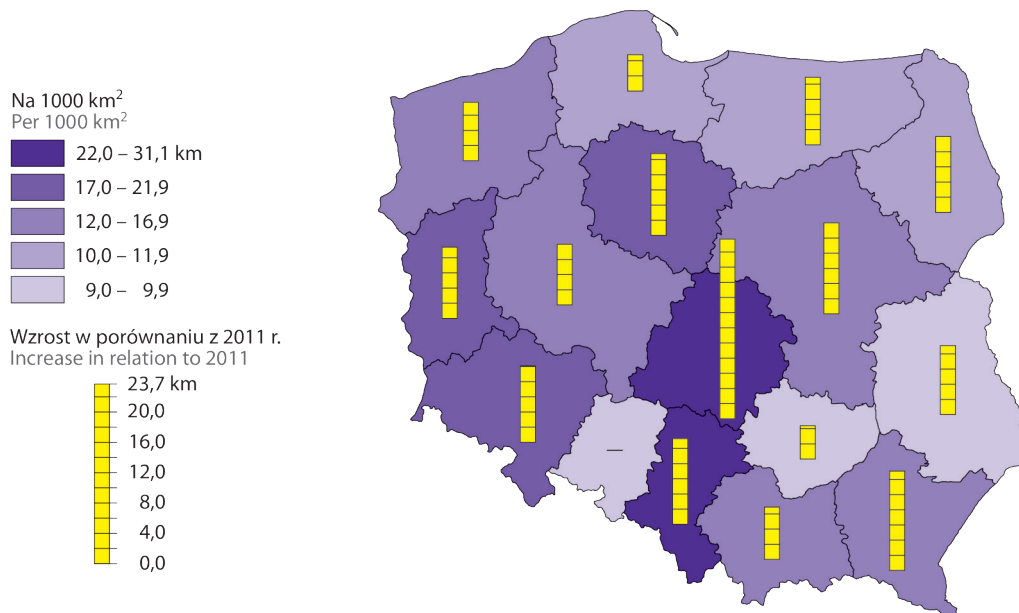 Na 1000 km²
Per 1000 km²
22,0 – 31,1 km
17,0 – 21,9
12,0 – 16,9
10,0 – 11,9
9,0 – 9,9
Wzrost w porównaniu z 2011 r.
Increase in relation to 2011
23,7 km
20,0
16,0
12,0
8,0
4,0
0,0